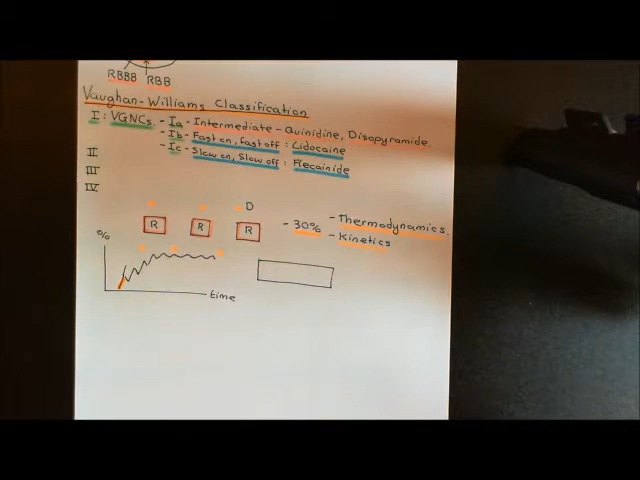 RBBB RBB
Vaughan-Williams Classification
I: VGNCs - Ia - Intermediate - Quinidine, Disopyramide.
- Ib - Fast on, fast off : Lidocaine
- Ic - Slow on, slow off : Flecainide
II
III
IV
D
R R R - 30% - Thermodynamics.
- Kinetics
%
time